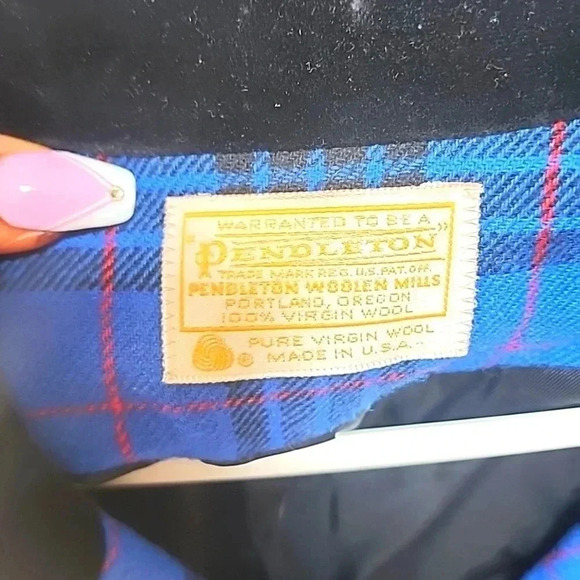 WARRANTED TO BE A
"PENDLETON"
TRADE MARK REG. U.S. PAT. OFF.
PENDLETON WOOLEN MILLS
PORTLAND, OREGON
100% VIRGIN WOOL
® PURE VIRGIN WOOL
MADE IN U.S.A.